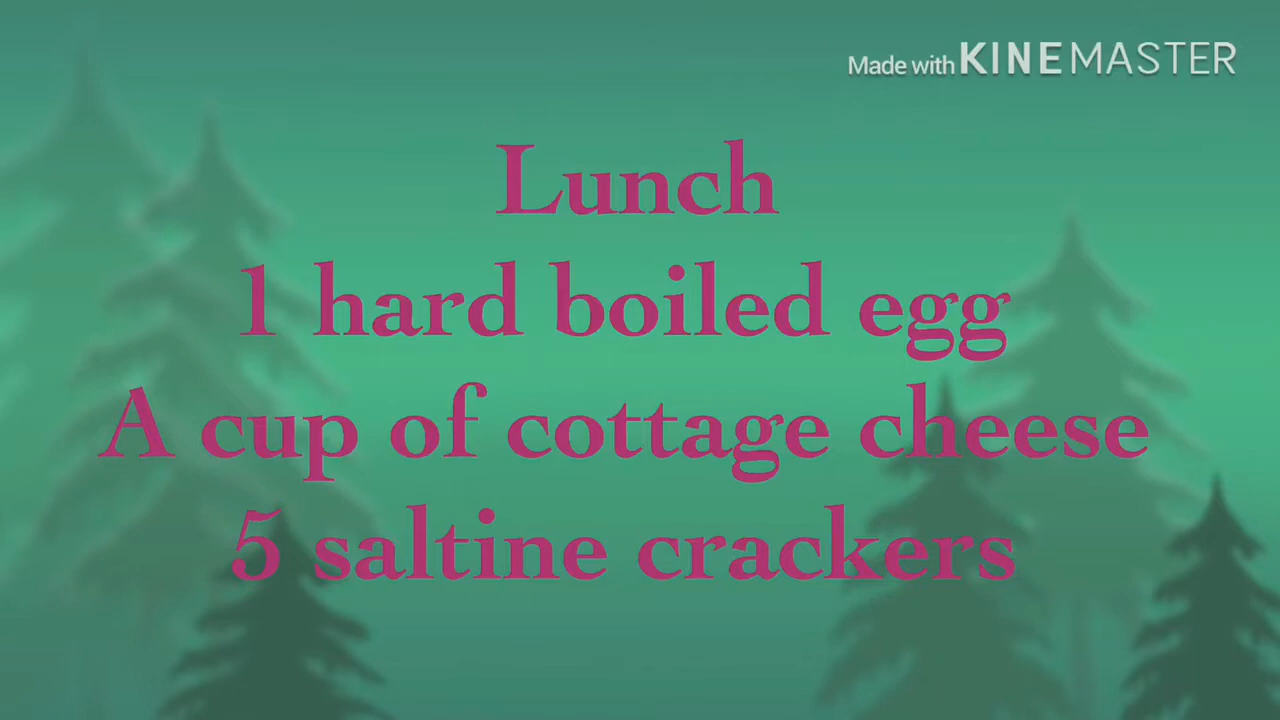 Made with KINEMASTER
Lunch
1 hard boiled egg
A cup of cottage cheese
5 saltine crackers